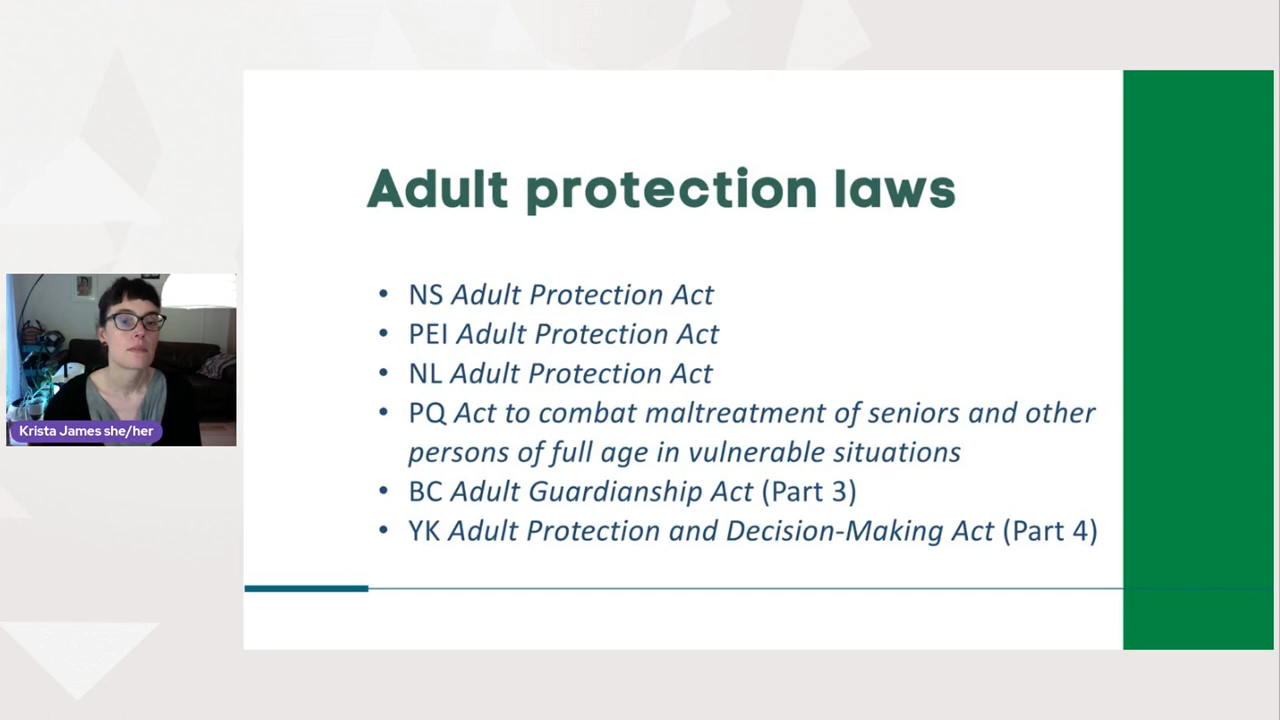 Adult protection laws
• NS Adult Protection Act
• PEI Adult Protection Act
• NL Adult Protection Act
• PQ Act to combat maltreatment of seniors and other
persons of full age in vulnerable situations
• BC Adult Guardianship Act (Part 3)
• YK Adult Protection and Decision-Making Act (Part 4)
Krista James she/her